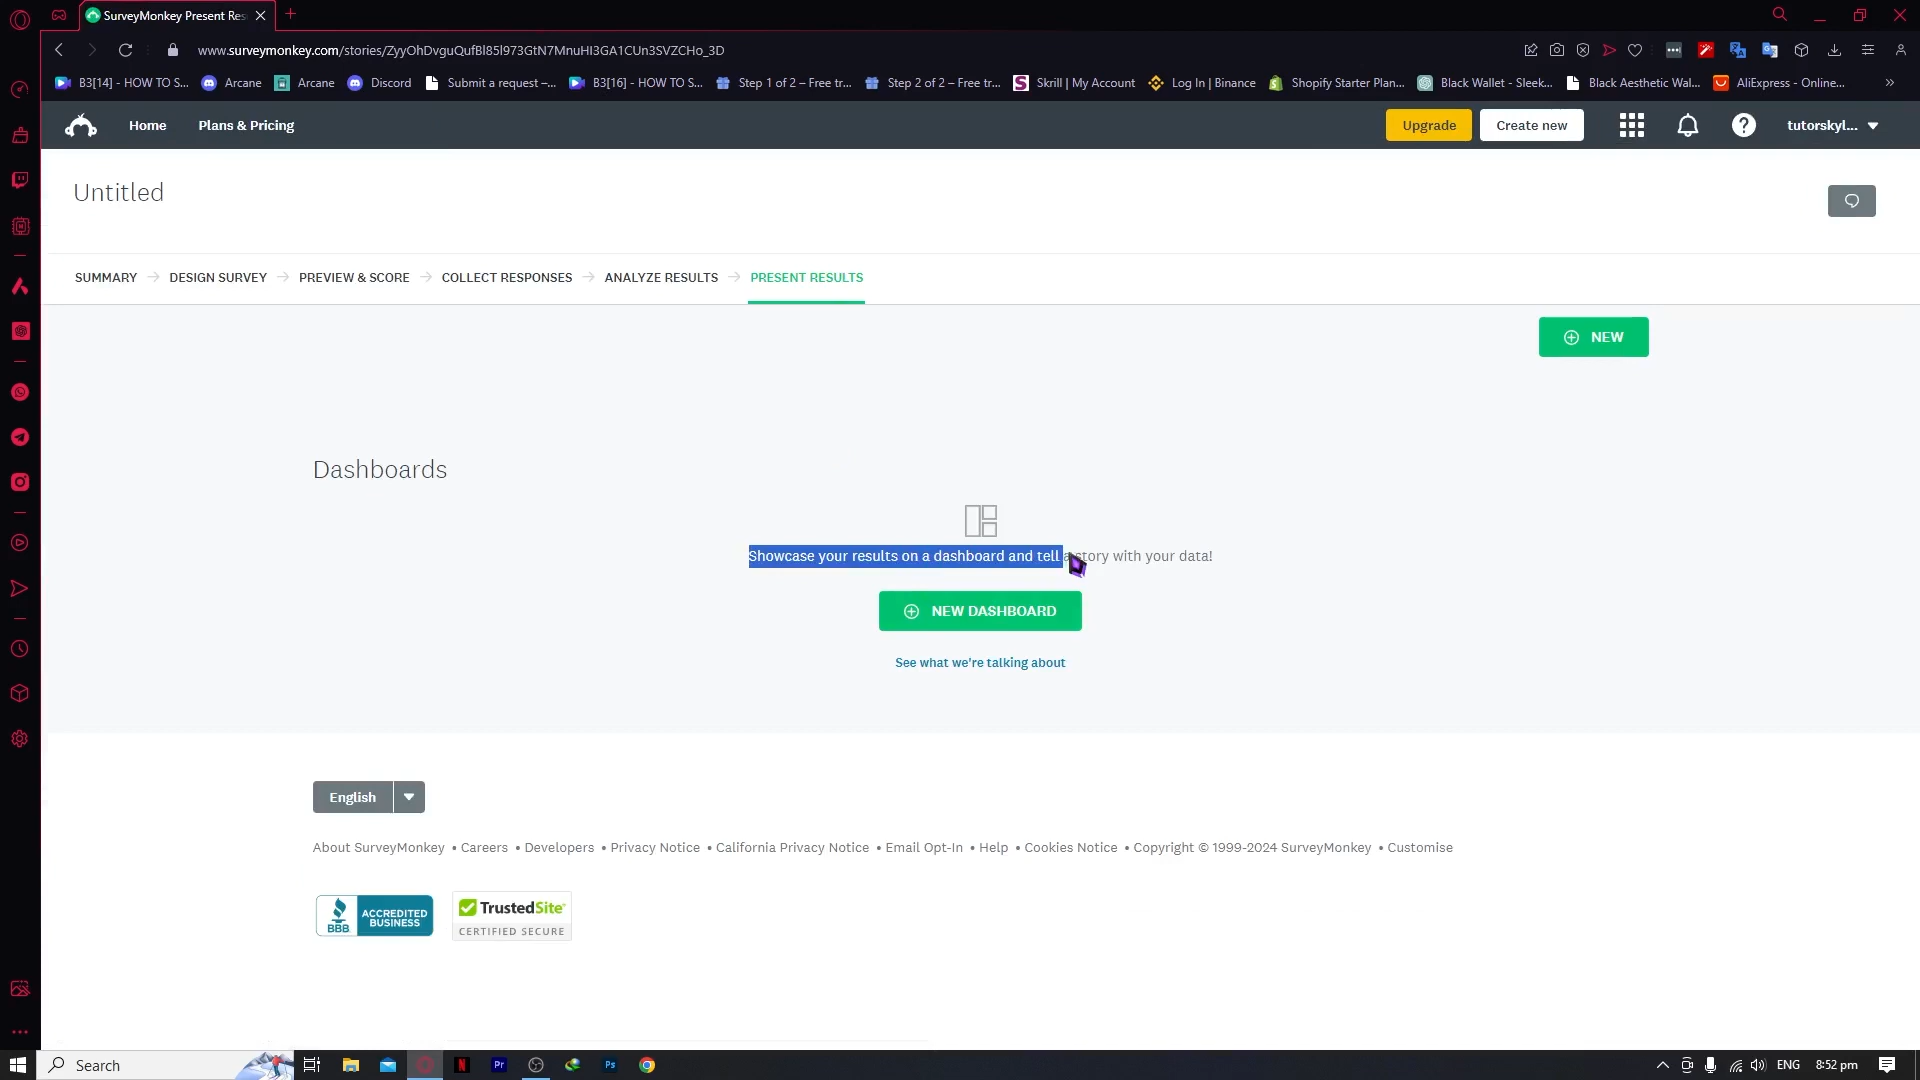 SurveyMonkey Present Res
www.surveymonkey.com/stories/ZyyOhDvguQufBl85l973GtN7MnuHI3GA1CUn3SVZCHo_3D
B3[14] - HOW TO S...
Arcane
Arcane
Discord
Submit a request –...
B3[16] - HOW TO S...
Step 1 of 2 – Free tr...
Step 2 of 2 – Free tr...
Skrill | My Account
Log In | Binance
Shopify Starter Plan...
Black Wallet - Sleek...
Black Aesthetic Wal...
AliExpress - Online...
Home
Plans & Pricing
Upgrade
Create new
tutorskyl...
Untitled
SUMMARY
DESIGN SURVEY
PREVIEW & SCORE
COLLECT RESPONSES
ANALYZE RESULTS
PRESENT RESULTS
NEW
Dashboards
Showcase your results on a dashboard and tell a story with your data!
NEW DASHBOARD
See what we're talking about
English
About SurveyMonkey • Careers • Developers • Privacy Notice • California Privacy Notice • Email Opt-In • Help • Cookies Notice • Copyright © 1999-2024 SurveyMonkey • Customise
BBB
ACCREDITED
BUSINESS
TrustedSite
CERTIFIED SECURE
Search
Pr
Ps
ENG
8:52 pm